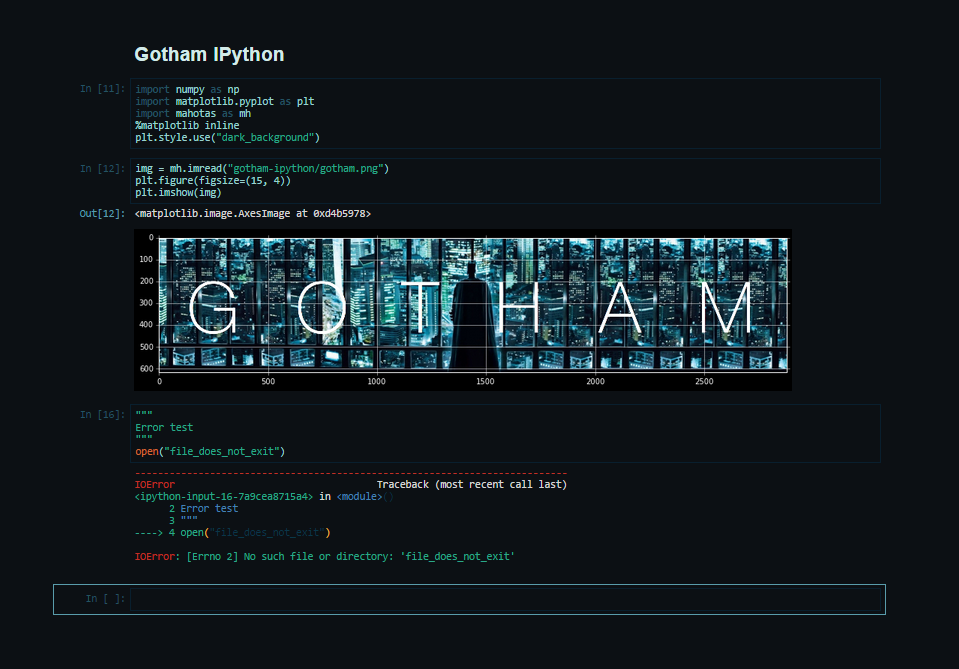 Gotham IPython
In [11]:
import numpy as np
import matplotlib.pyplot as plt
import mahotas as mh
%matplotlib inline
plt.style.use("dark_background")
In [12]:
img = mh.imread("gotham-ipython/gotham.png")
plt.figure(figsize=(15, 4))
plt.imshow(img)
Out[12]: <matplotlib.image.AxesImage at 0xd4b5978>
0
100
200
300
400
500
600
G O T H A M
0 500 1000 1500 2000 2500
In [16]:
"""
Error test
"""
open("file_does_not_exit")
---------------------------------------------------------------------------
IOError Traceback (most recent call last)
<ipython-input-16-7a9cea8715a4> in <module>()
2 Error test
3 """
----> 4 open("file_does_not_exit")
IOError: [Errno 2] No such file or directory: 'file_does_not_exit'
In [ ]: